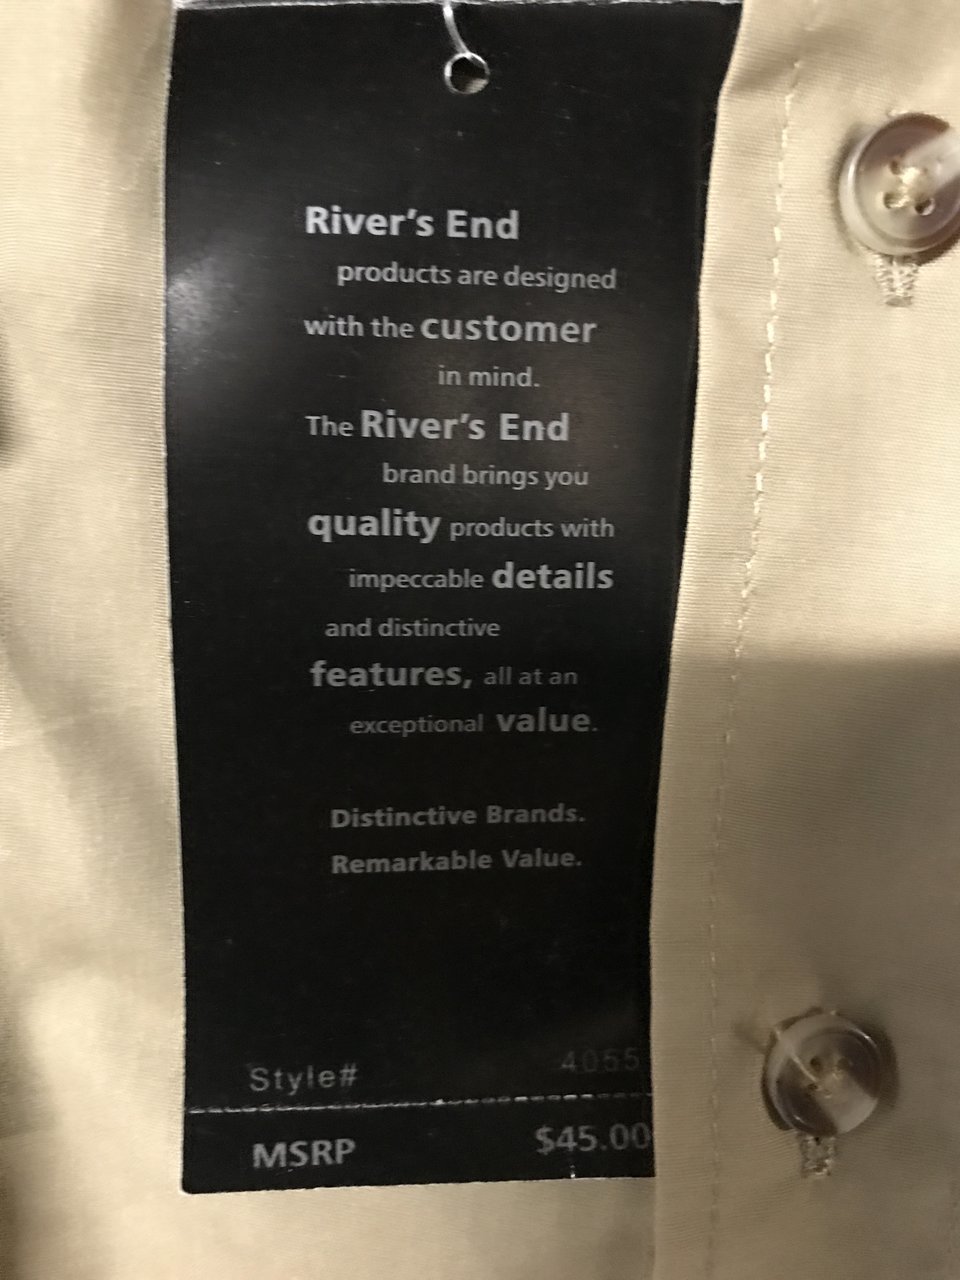 River's End
products are designed
with the customer
in mind.
The River's End
brand brings you
quality products with
impeccable details
and distinctive
features, all at an
exceptional value.
Distinctive Brands.
Remarkable Value.
Style# 4055
MSRP $45.00